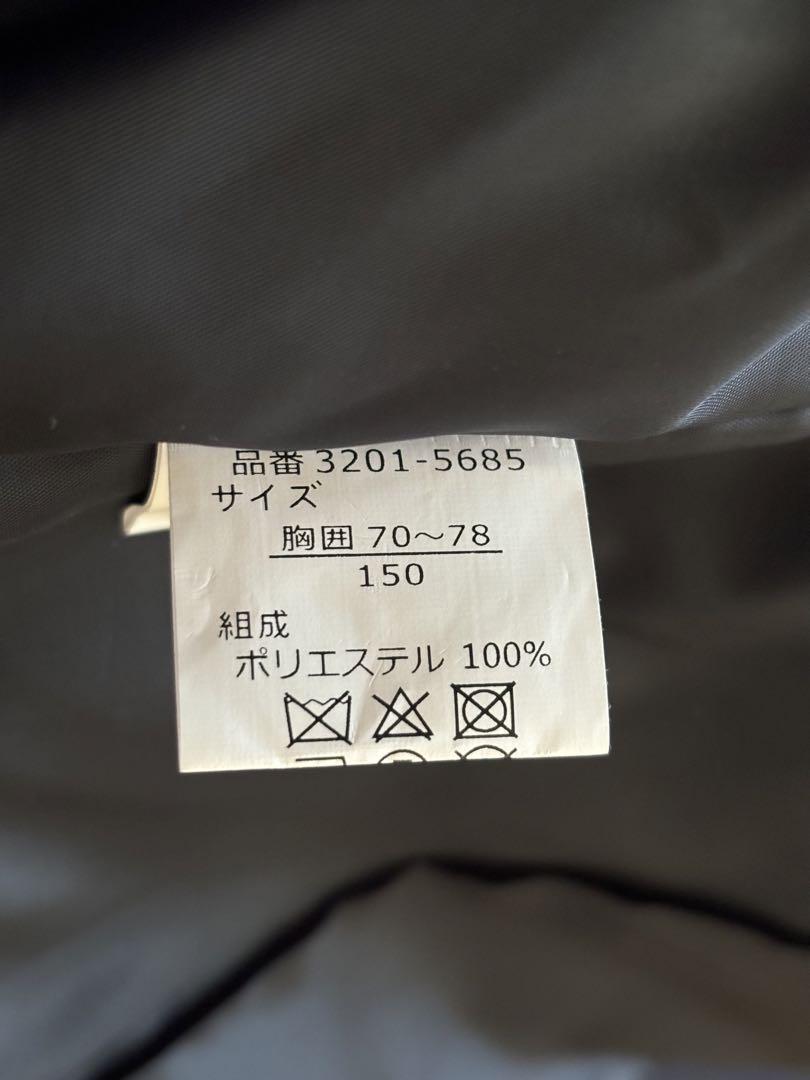 品番 3201-5685
サイズ
胸囲 70～78
150
組成
ポリエステル 100%